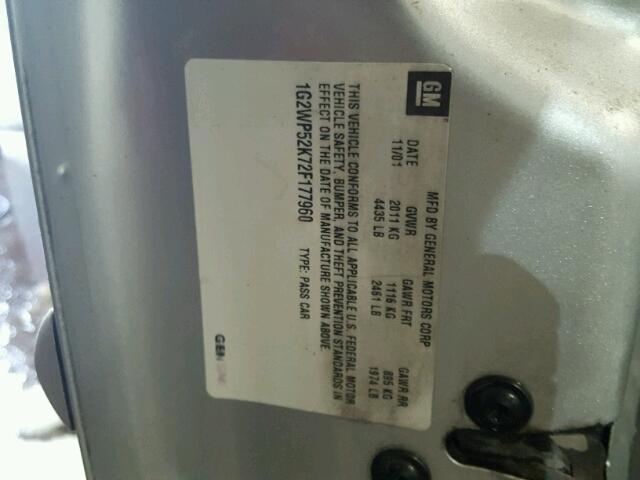 GM
MFD BY GENERAL MOTORS CORP
DATE GVWR GAWR FRT GAWR RR
11/01 2011 KG 1116 KG 895 KG
4435 LB 2461 LB 1974 LB
THIS VEHICLE CONFORMS TO ALL APPLICABLE U.S. FEDERAL MOTOR
VEHICLE SAFETY, BUMPER, AND THEFT PREVENTION STANDARDS IN
EFFECT ON THE DATE OF MANUFACTURE SHOWN ABOVE
1G2WP52K72F177960 TYPE: PASS CAR